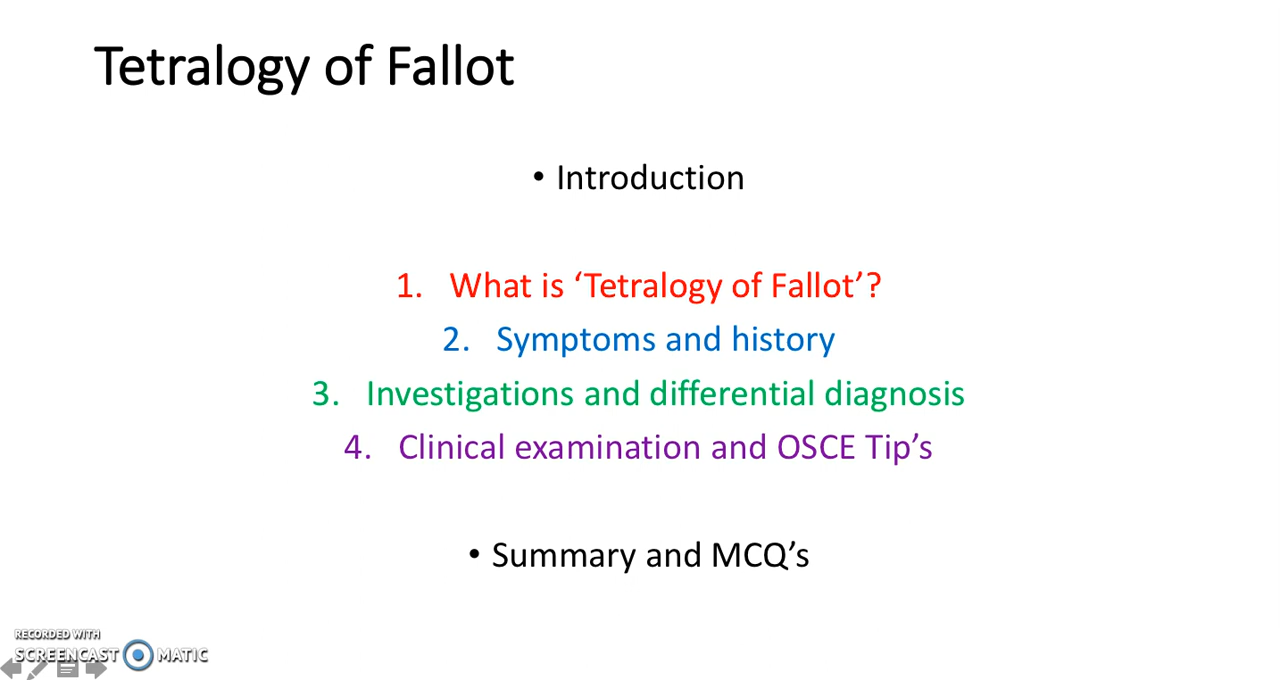 Tetralogy of Fallot
• Introduction
1. What is ‘Tetralogy of Fallot’?
2. Symptoms and history
3. Investigations and differential diagnosis
4. Clinical examination and OSCE Tip’s
• Summary and MCQ’s
RECORDED WITH
SCREENCAST MATIC